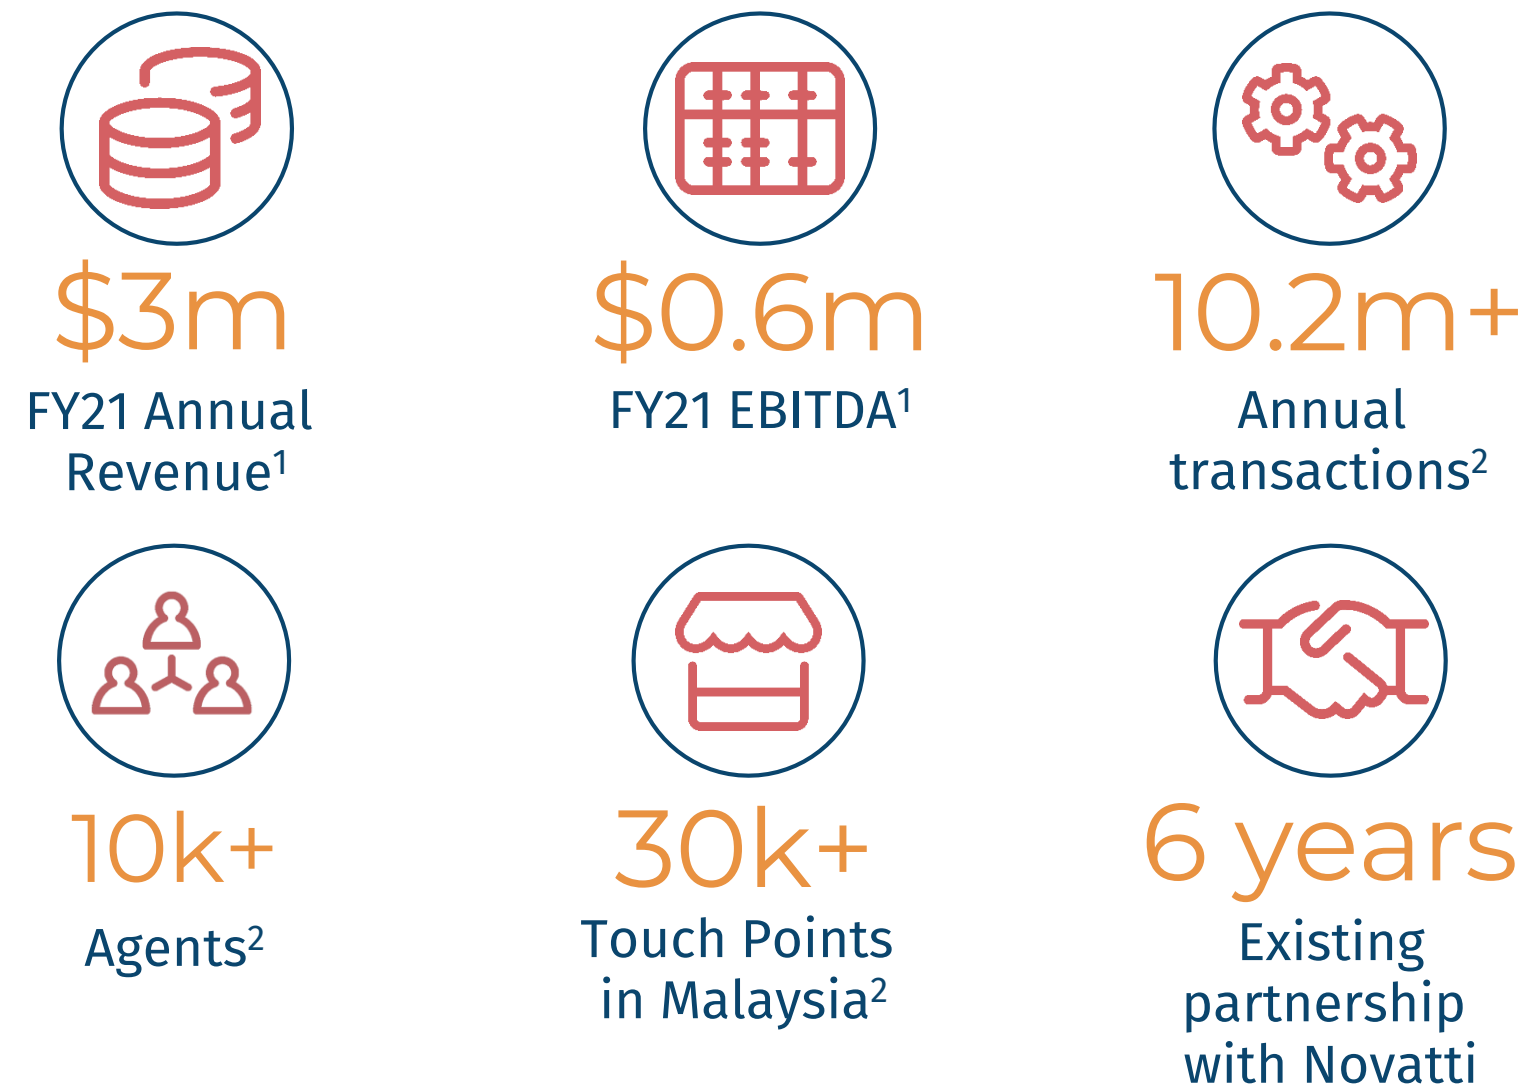 $3m
FY21 Annual
Revenue¹
$0.6m
FY21 EBITDA¹
10.2m+
Annual
transactions²
10k+
Agents²
30k+
Touch Points
in Malaysia²
6 years
Existing
partnership
with Novatti